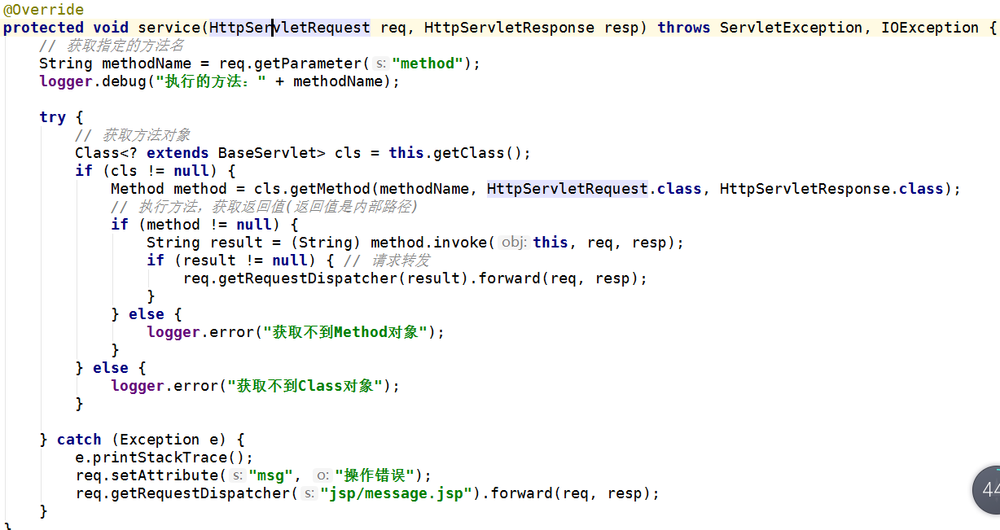 @Override
protected void service(HttpServletRequest req, HttpServletResponse resp) throws ServletException, IOException {
    // 获取指定的方法名
    String methodName = req.getParameter( s: "method");
    logger.debug("执行的方法：" + methodName);

    try {
        // 获取方法对象
        Class<? extends BaseServlet> cls = this.getClass();
        if (cls != null) {
            Method method = cls.getMethod(methodName, HttpServletRequest.class, HttpServletResponse.class);
            // 执行方法，获取返回值(返回值是内部路径)
            if (method != null) {
                String result = (String) method.invoke( obj: this, req, resp);
                if (result != null) { // 请求转发
                    req.getRequestDispatcher(result).forward(req, resp);
                }
            } else {
                logger.error("获取不到Method对象");
            }
        } else {
            logger.error("获取不到Class对象");
        }

    } catch (Exception e) {
        e.printStackTrace();
        req.setAttribute( s: "msg", o: "操作错误");
        req.getRequestDispatcher( s: "jsp/message.jsp").forward(req, resp);
    }
}
44